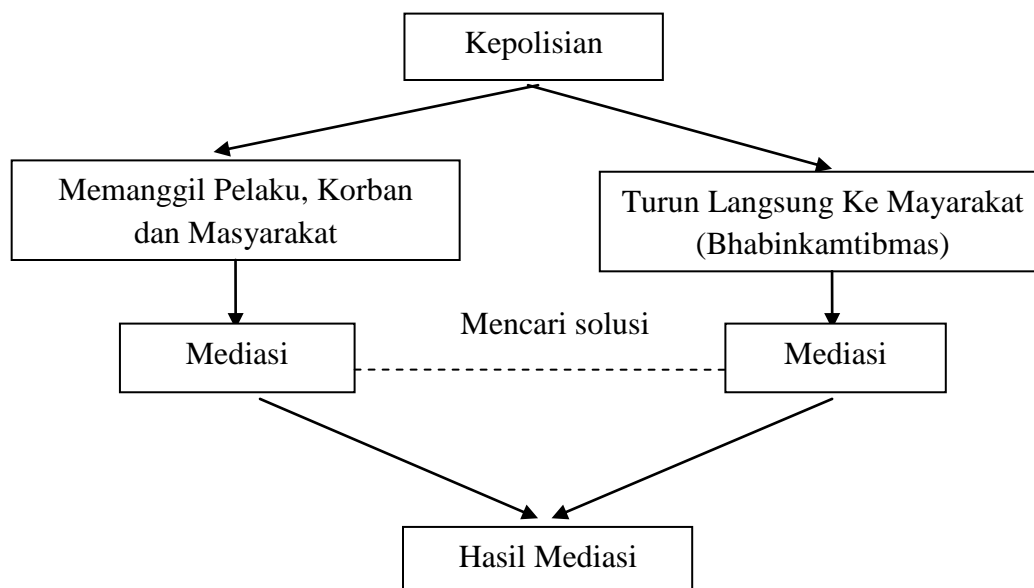 Kepolisian
Memanggil Pelaku, Korban
dan Masyarakat
Turun Langsung Ke Mayarakat
(Bhabinkamtibmas)
Mencari solusi
Mediasi
Mediasi
Hasil Mediasi